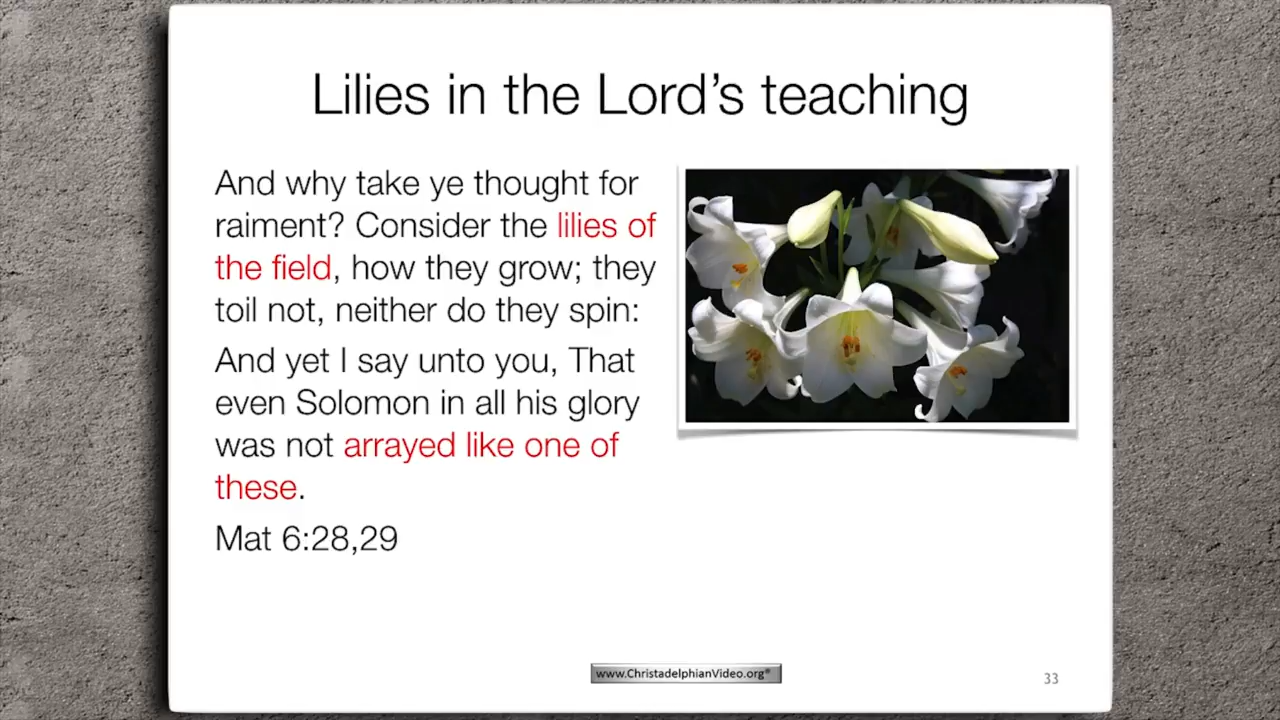 Lilies in the Lord’s teaching
And why take ye thought for
raiment? Consider the lilies of
the field, how they grow; they
toil not, neither do they spin:
And yet I say unto you, That
even Solomon in all his glory
was not arrayed like one of
these.
Mat 6:28,29
www.ChristadelphianVideo.org®
33